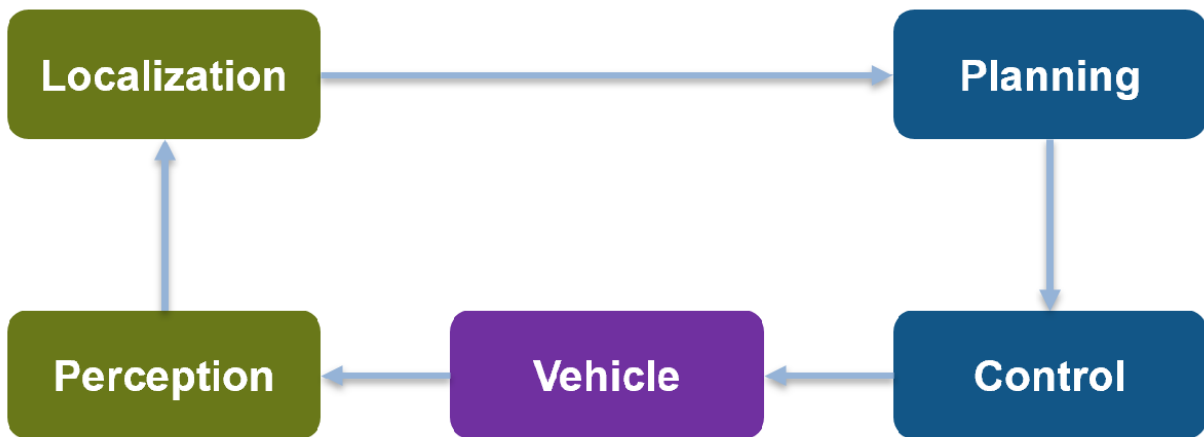 Localization
Planning
Perception
Vehicle
Control